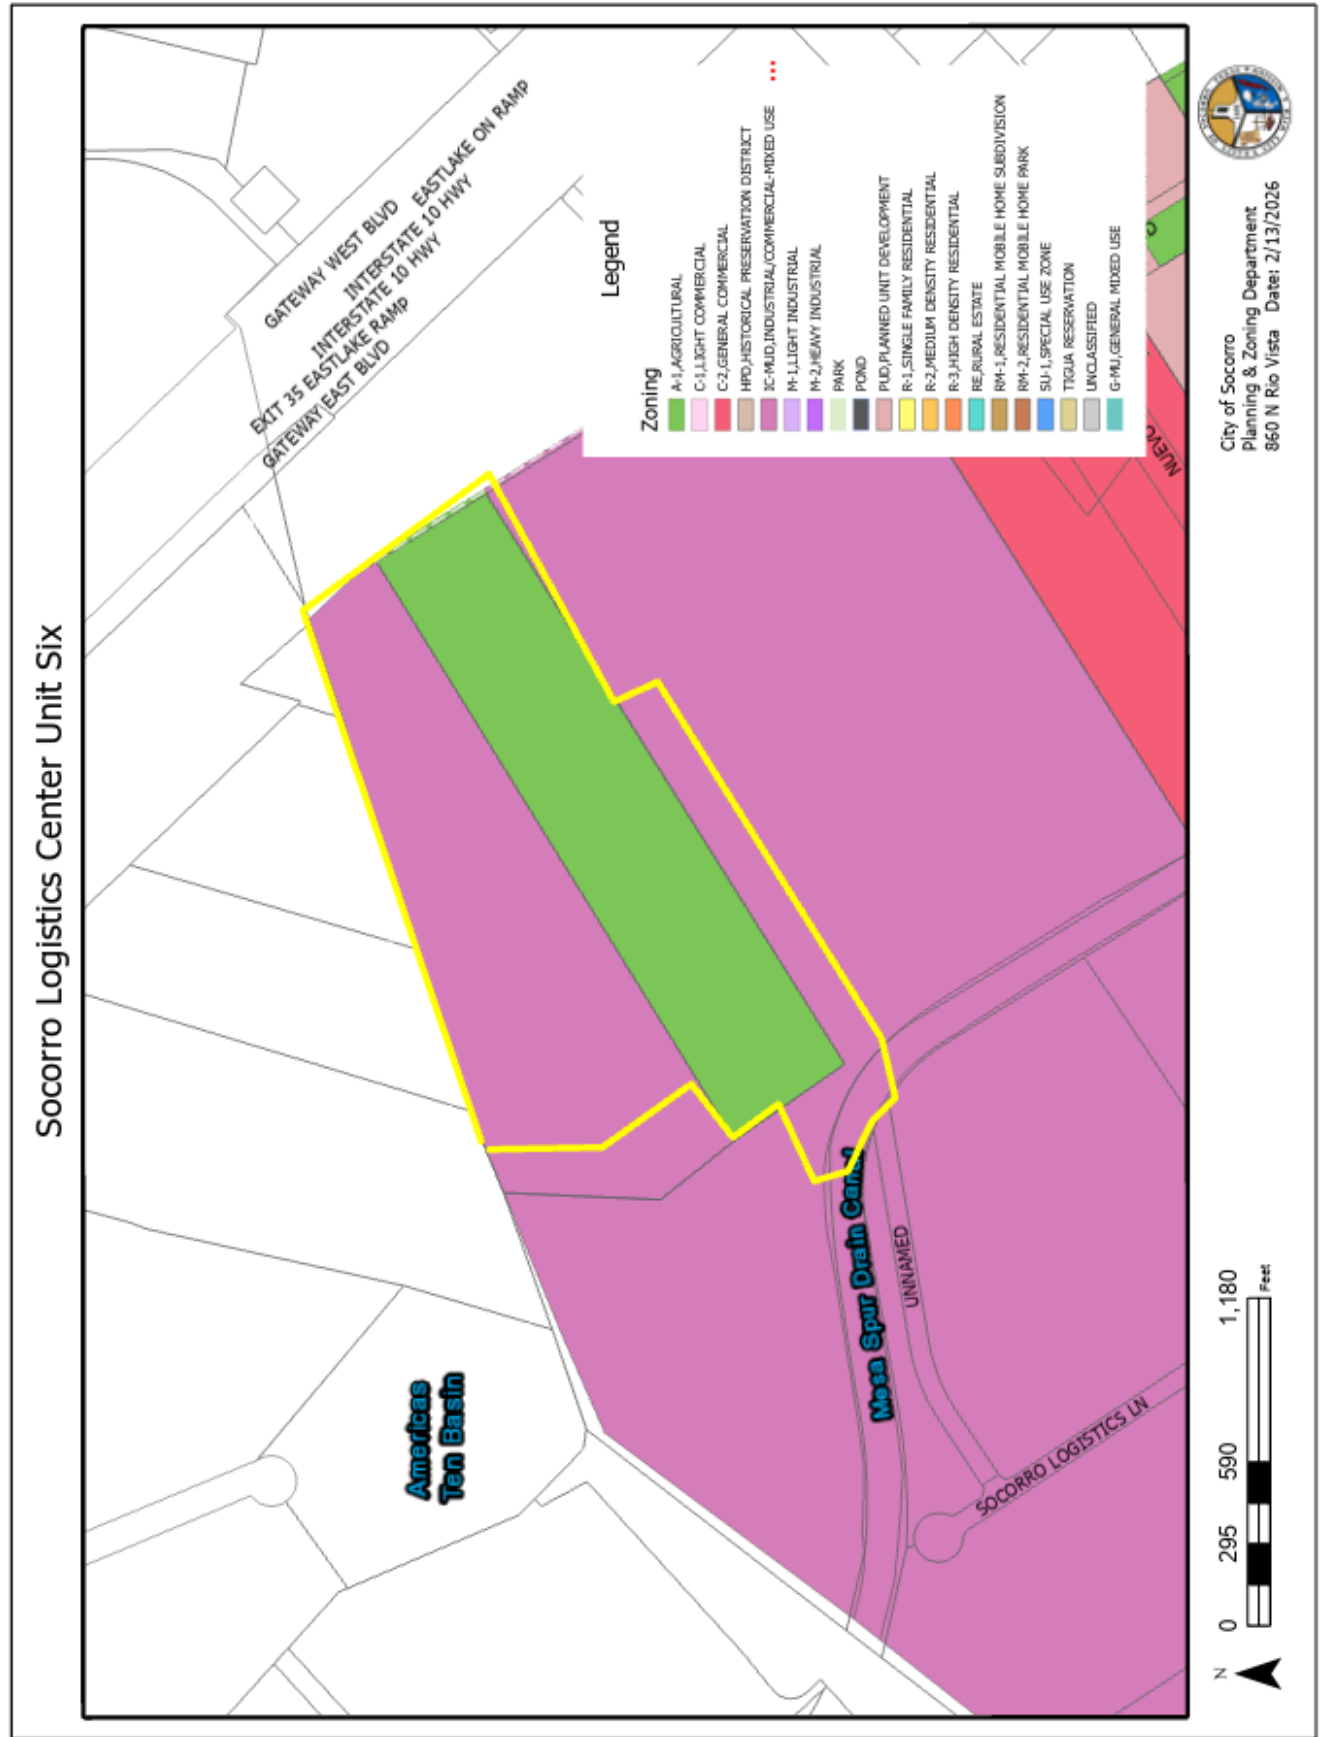 Socorro Logistics Center Unit Six
GATEWAY WEST BLVD
EASTLAKE ON RAMP
INTERSTATE 10 HWY
INTERSTATE 10 HWY
EXIT 35 EASTLAKE RAMP
GATEWAY EAST BLVD
Americas
Ten Basin
Mesa Spur Drain Canal
UNNAMED
SOCORRO LOGISTICS LN
NUEVO
Legend
Zoning
A-1,AGRICULTURAL
C-1,LIGHT COMMERCIAL
C-2,GENERAL COMMERCIAL
HPD,HISTORICAL PRESERVATION DISTRICT
IC-MUD,INDUSTRIAL/COMMERCIAL-MIXED USE
M-1,LIGHT INDUSTRIAL
M-2,HEAVY INDUSTRIAL
PARK
POND
PUD,PLANNED UNIT DEVELOPMENT
R-1,SINGLE FAMILY RESIDENTIAL
R-2,MEDIUM DENSITY RESIDENTIAL
R-3,HIGH DENSITY RESIDENTIAL
RE,RURAL ESTATE
RM-1,RESIDENTIAL MOBILE HOME SUBDIVISION
RM-2,RESIDENTIAL MOBILE HOME PARK
SU-1,SPECIAL USE ZONE
TIGUA RESERVATION
UNCLASSIFIED
G-MU,GENERAL MIXED USE
...
N
0 295 590 1,180
Feet
City of Socorro
Planning & Zoning Department
860 N Rio Vista Date: 2/13/2026